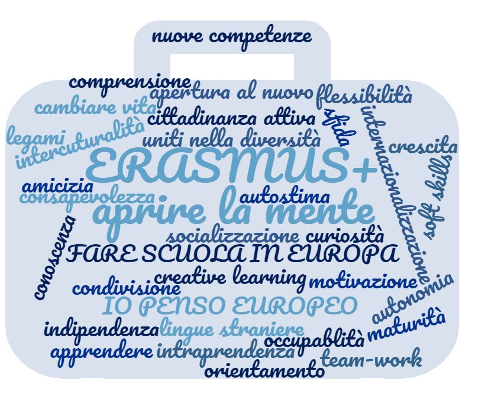 nuove competenze
comprensione
apertura al nuovo
flessibilità
cambiare vita
cittadinanza attiva
sfida
internazionalizzazione
legami
intercuturalità
uniti nella diversità
crescita
ERASMUS+
soft skills
amicizia
consapevolezza
autostima
aprire la mente
conoscenza
socializzazione
curiosità
FARE SCUOLA IN EUROPA
creative learning
motivazione
condivisione
autonomia
IO PENSO EUROPEO
indipendenza
lingue straniere
occupablità
maturità
apprendere
intraprendenza
team-work
orientamento